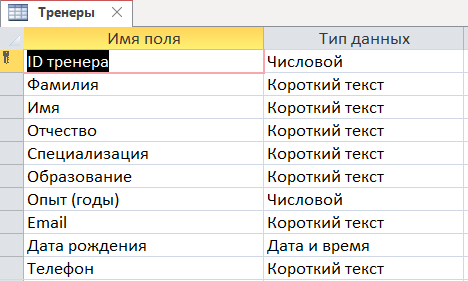 Тренеры
Имя поля Тип данных
ID тренера Числовой
Фамилия Короткий текст
Имя Короткий текст
Отчество Короткий текст
Специализация Короткий текст
Образование Короткий текст
Опыт (годы) Числовой
Email Короткий текст
Дата рождения Дата и время
Телефон Короткий текст